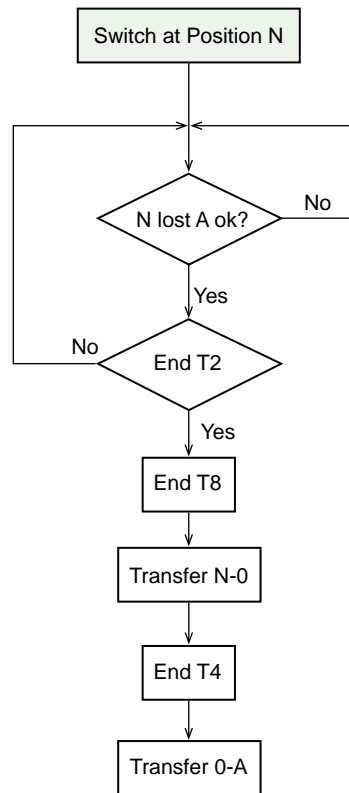 Switch at Position N
N lost A ok?
No
Yes
No
End T2
Yes
End T8
Transfer N-0
End T4
Transfer 0-A